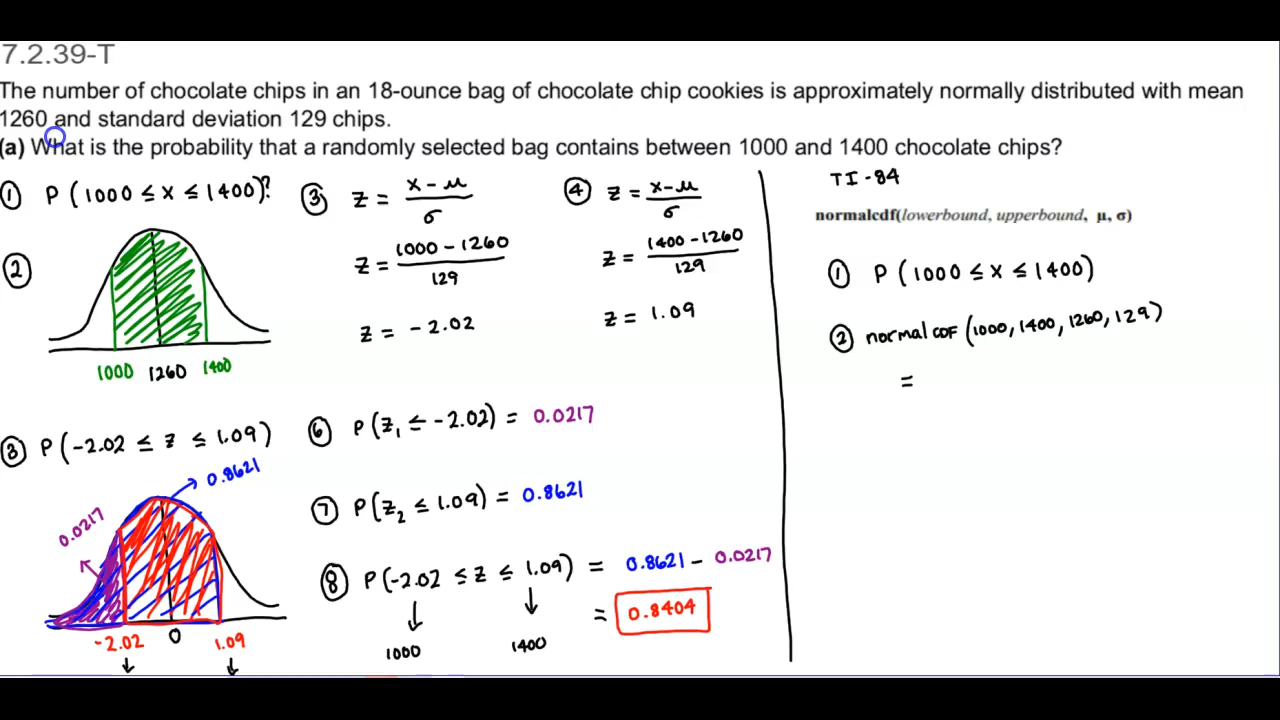 7.2.39-T
The number of chocolate chips in an 18-ounce bag of chocolate chip cookies is approximately normally distributed with mean
1260 and standard deviation 129 chips.
(a) What is the probability that a randomly selected bag contains between 1000 and 1400 chocolate chips?
① P (1000 ≤ x ≤ 1400)?
②
1000 1260 1400
③ z = (x - μ)/σ
z = (1000 - 1260)/129
z = -2.02
④ z = (x - μ)/σ
z = (1400 - 1260)/129
z = 1.09
③ P(-2.02 ≤ z ≤ 1.09)
0.0217
0.8621
-2.02 0 1.09
⑥ P(z₁ ≤ -2.02) = 0.0217
⑦ P(z₂ ≤ 1.09) = 0.8621
⑧ P(-2.02 ≤ z ≤ 1.09) = 0.8621 - 0.0217
↓ ↓ = 0.8404
1000 1400
TI-84
normalcdf(lowerbound, upperbound, μ, σ)
① P (1000 ≤ x ≤ 1400)
② normalCDF (1000, 1400, 1260, 129)
=